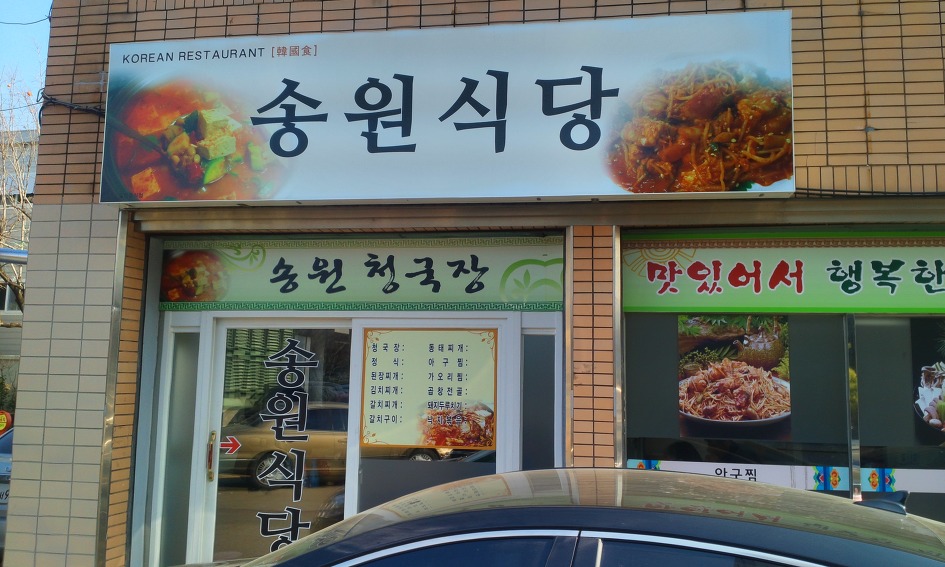 KOREAN RESTAURANT [韓國食]
송원식당
송원 청국장
맛있어서 행복한
송원식당
청국장 :
정식 :
된장찌개 :
김치찌개 :
갈치찌개 :
갈치구이 :
동태찌개 :
아구찜 :
가오리찜 :
곱창전골 :
돼지두루치기 :
아구찜